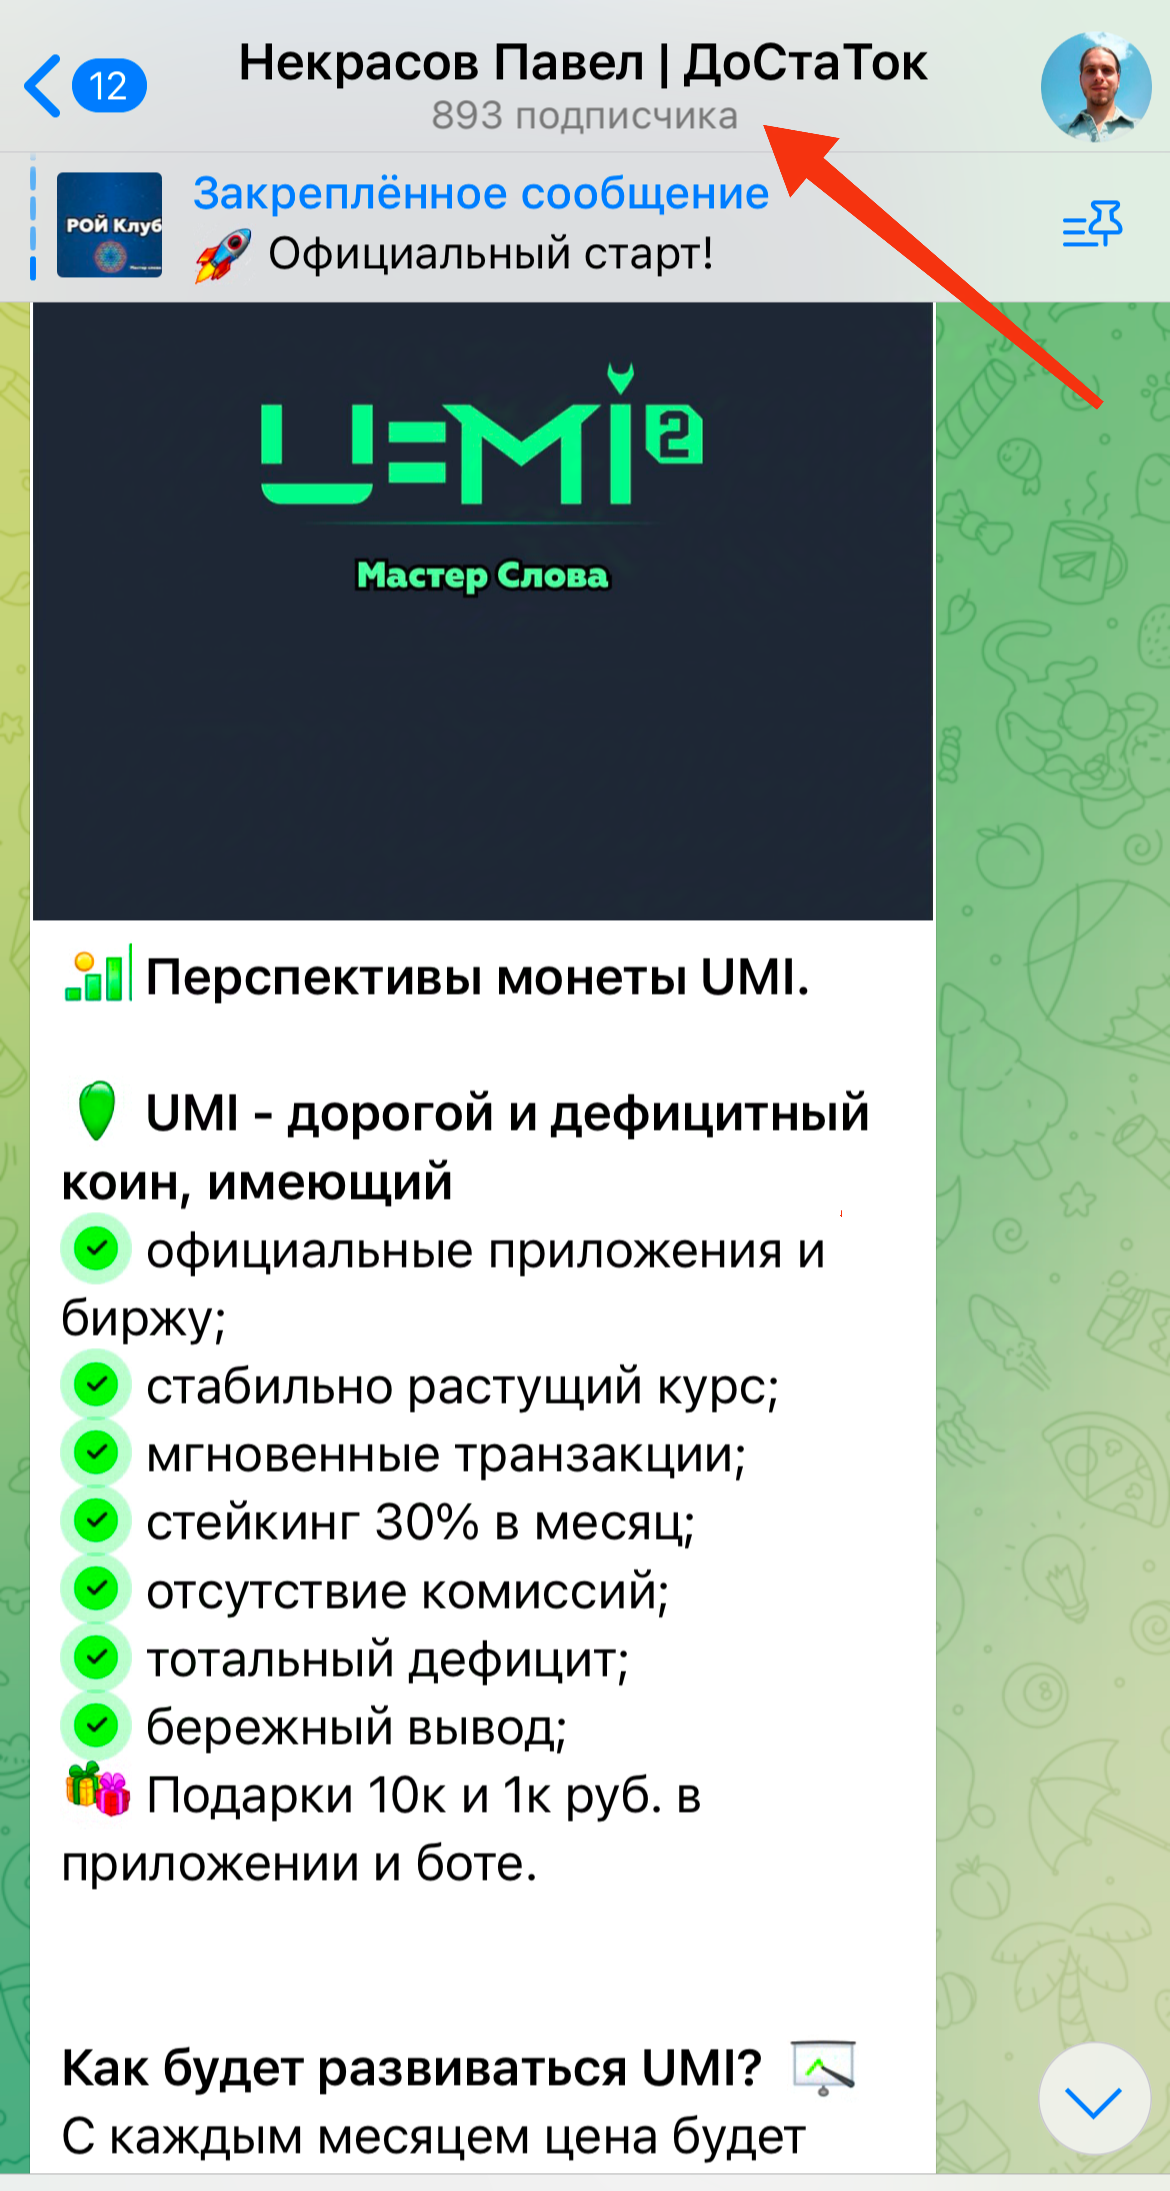 12
Некрасов Павел | ДоСтаТок
893 подписчика
РОЙ Клуб
Закреплённое сообщение
🚀 Официальный старт!
UMI2
Мастер Слова
Перспективы монеты UMI.
UMI - дорогой и дефицитный
коин, имеющий
официальные приложения и
биржу;
стабильно растущий курс;
мгновенные транзакции;
стейкинг 30% в месяц;
отсутствие комиссий;
тотальный дефицит;
бережный вывод;
Подарки 10к и 1к руб. в
приложении и боте.
Как будет развиваться UMI?
С каждым месяцем цена будет